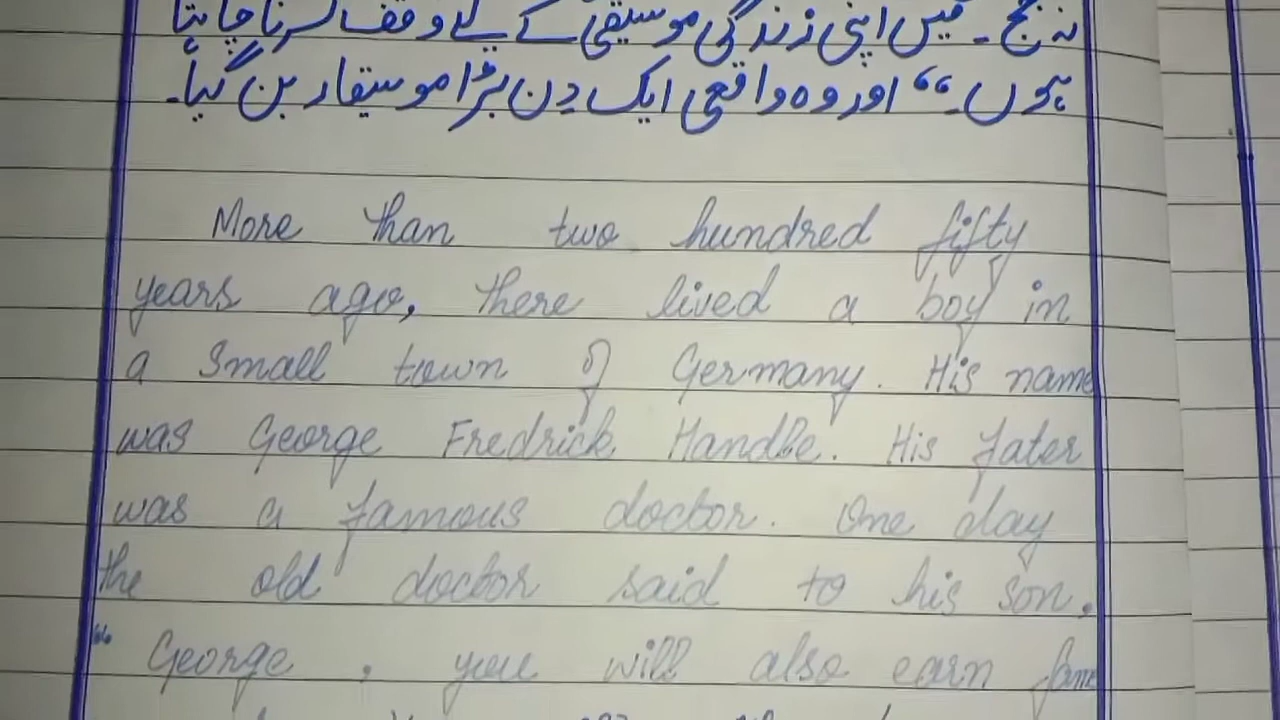 نہ جج۔ میں اپنی زندگی موسیقی کے لیے وقف کرنا چاہتا
ہوں۔“ اور وہ واقعی ایک دن بڑا موسیقار بن گیا۔
More than two hundred fifty
years ago, there lived a boy in
a small town of Germany. His name
was George Fredrick Handle. His fater
was a famous doctor. One day
the old doctor said to his son,
“George, you will also earn fame